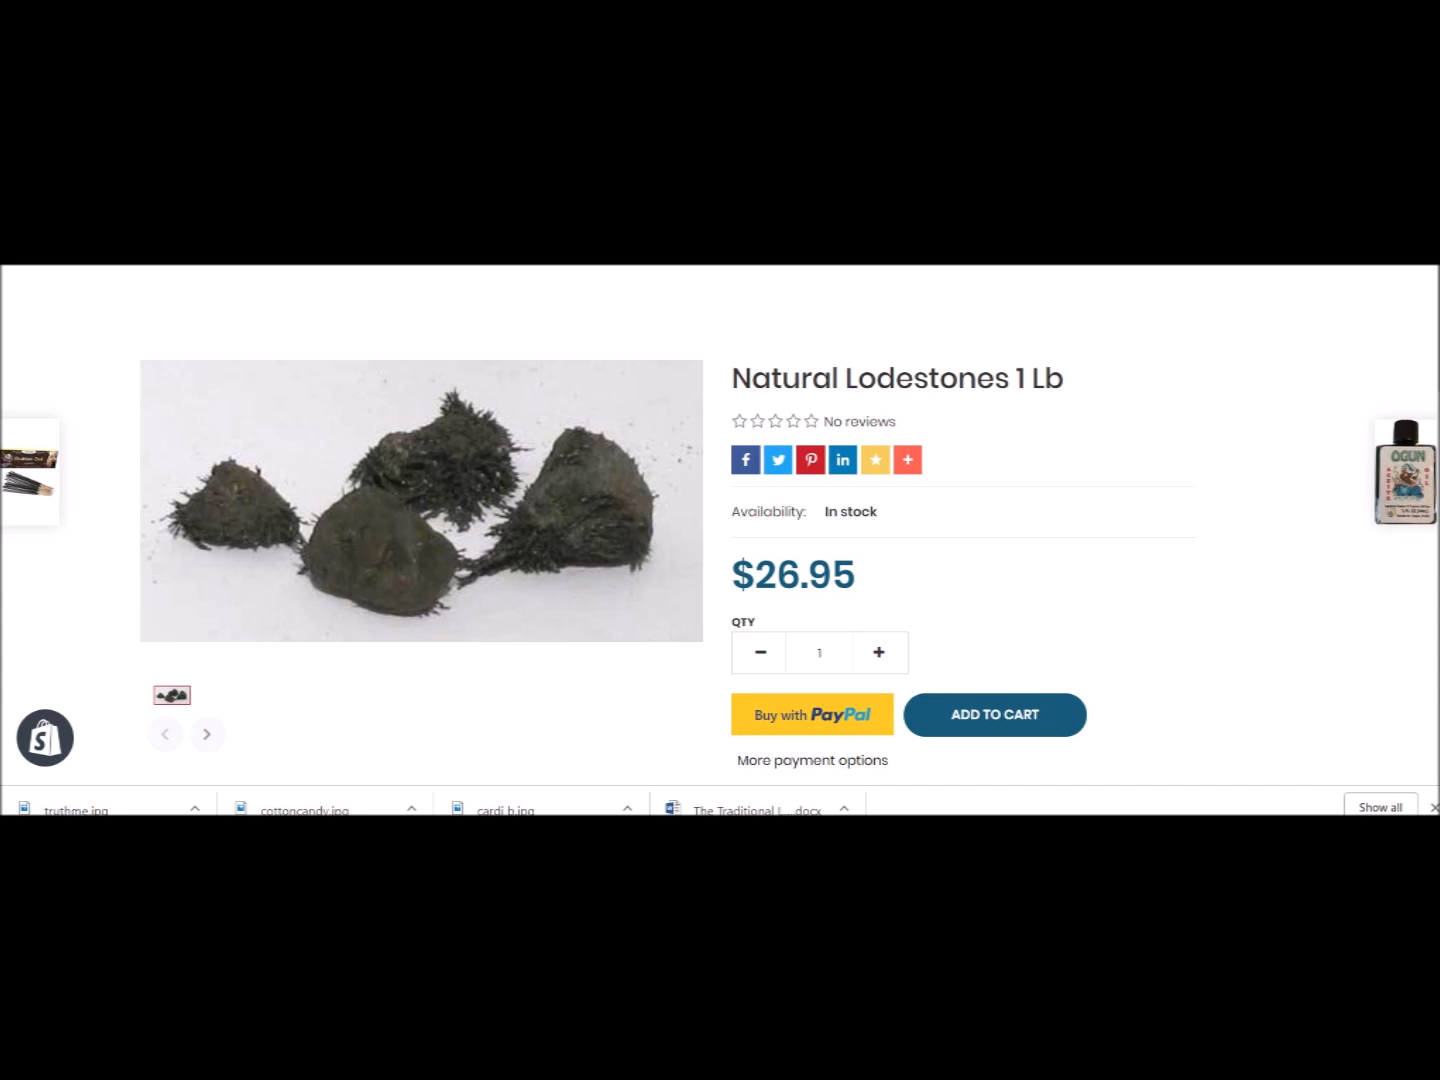 Natural Lodestones 1 Lb
No reviews
Availability: In stock
$26.95
QTY
1
Buy with PayPal
ADD TO CART
More payment options
OGUN
truthme.jpg
cottoncandy.jpg
cardi b.jpg
The Traditional I....docx
Show all